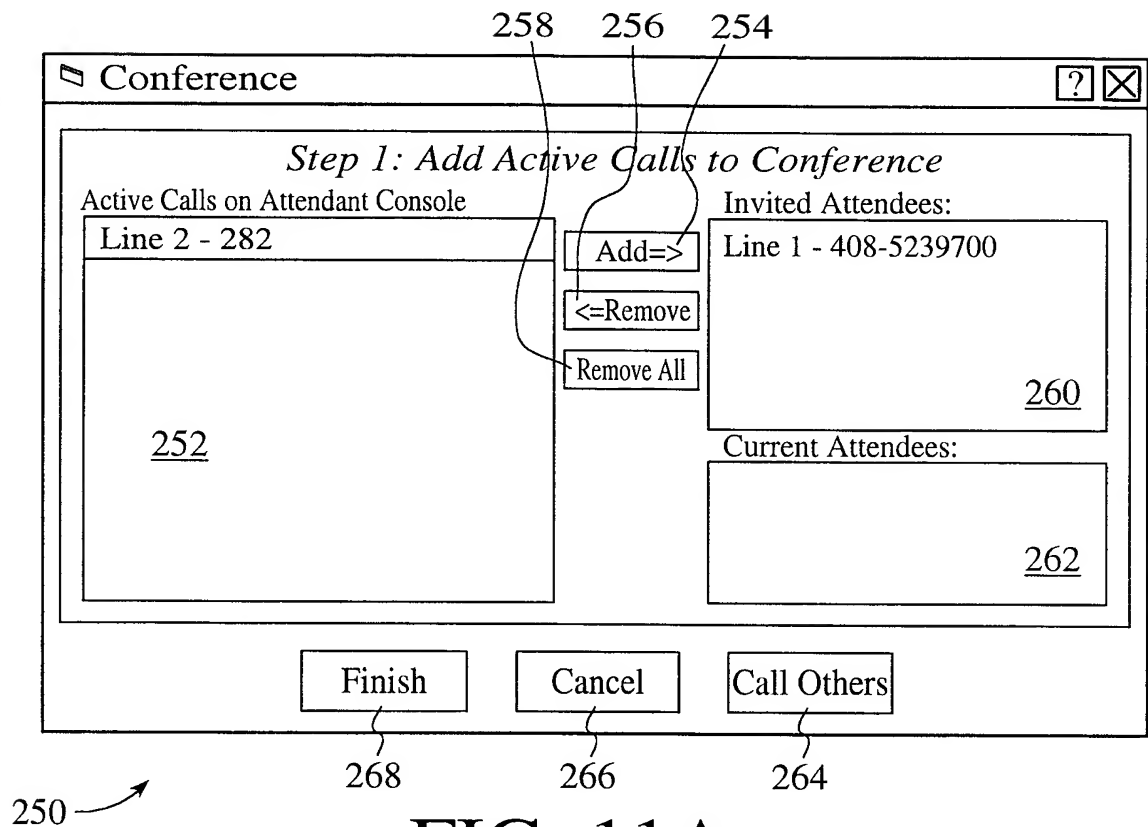 258 256 254
Conference ?
Step 1: Add Active Calls to Conference
Active Calls on Attendant Console
Invited Attendees:
Line 2 - 282
Add=>
Line 1 - 408-5239700
<=Remove
Remove All
260
252
Current Attendees:
262
Finish Cancel Call Others
268 266 264
250
FIG. 11A